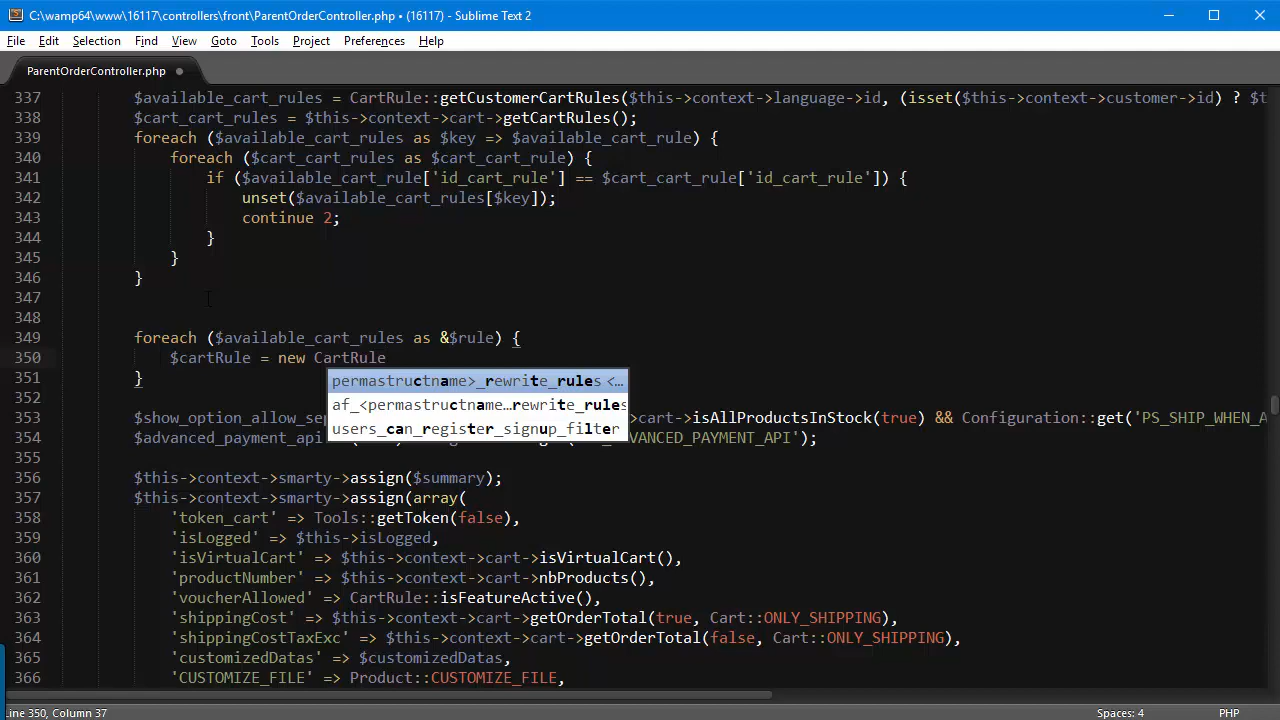 C:\wamp64\www\16117\controllers\front\ParentOrderController.php • (16117) - Sublime Text 2
File Edit Selection Find View Goto Tools Project Preferences Help
ParentOrderController.php
337 $available_cart_rules = CartRule::getCustomerCartRules($this->context->language->id, (isset($this->context->customer->id) ? $t
338 $cart_cart_rules = $this->context->cart->getCartRules();
339 foreach ($available_cart_rules as $key => $available_cart_rule) {
340 foreach ($cart_cart_rules as $cart_cart_rule) {
341 if ($available_cart_rule['id_cart_rule'] == $cart_cart_rule['id_cart_rule']) {
342 unset($available_cart_rules[$key]);
343 continue 2;
344 }
345 }
346 }
347
348
349 foreach ($available_cart_rules as &$rule) {
350 $cartRule = new CartRule
permastructname>_rewrite_rules <…
351 }
352 af_<permastructname…rewrite_rules
353 $show_option_allow_se cart->isAllProductsInStock(true) && Configuration::get('PS_SHIP_WHEN_A
users_can_register_signup_filter
354 $advanced_payment_api VANCED_PAYMENT_API');
355
356 $this->context->smarty->assign($summary);
357 $this->context->smarty->assign(array(
358 'token_cart' => Tools::getToken(false),
359 'isLogged' => $this->isLogged,
360 'isVirtualCart' => $this->context->cart->isVirtualCart(),
361 'productNumber' => $this->context->cart->nbProducts(),
362 'voucherAllowed' => CartRule::isFeatureActive(),
363 'shippingCost' => $this->context->cart->getOrderTotal(true, Cart::ONLY_SHIPPING),
364 'shippingCostTaxExc' => $this->context->cart->getOrderTotal(false, Cart::ONLY_SHIPPING),
365 'customizedDatas' => $customizedDatas,
366 'CUSTOMIZE_FILE' => Product::CUSTOMIZE_FILE,
Line 350, Column 37 Spaces: 4 PHP